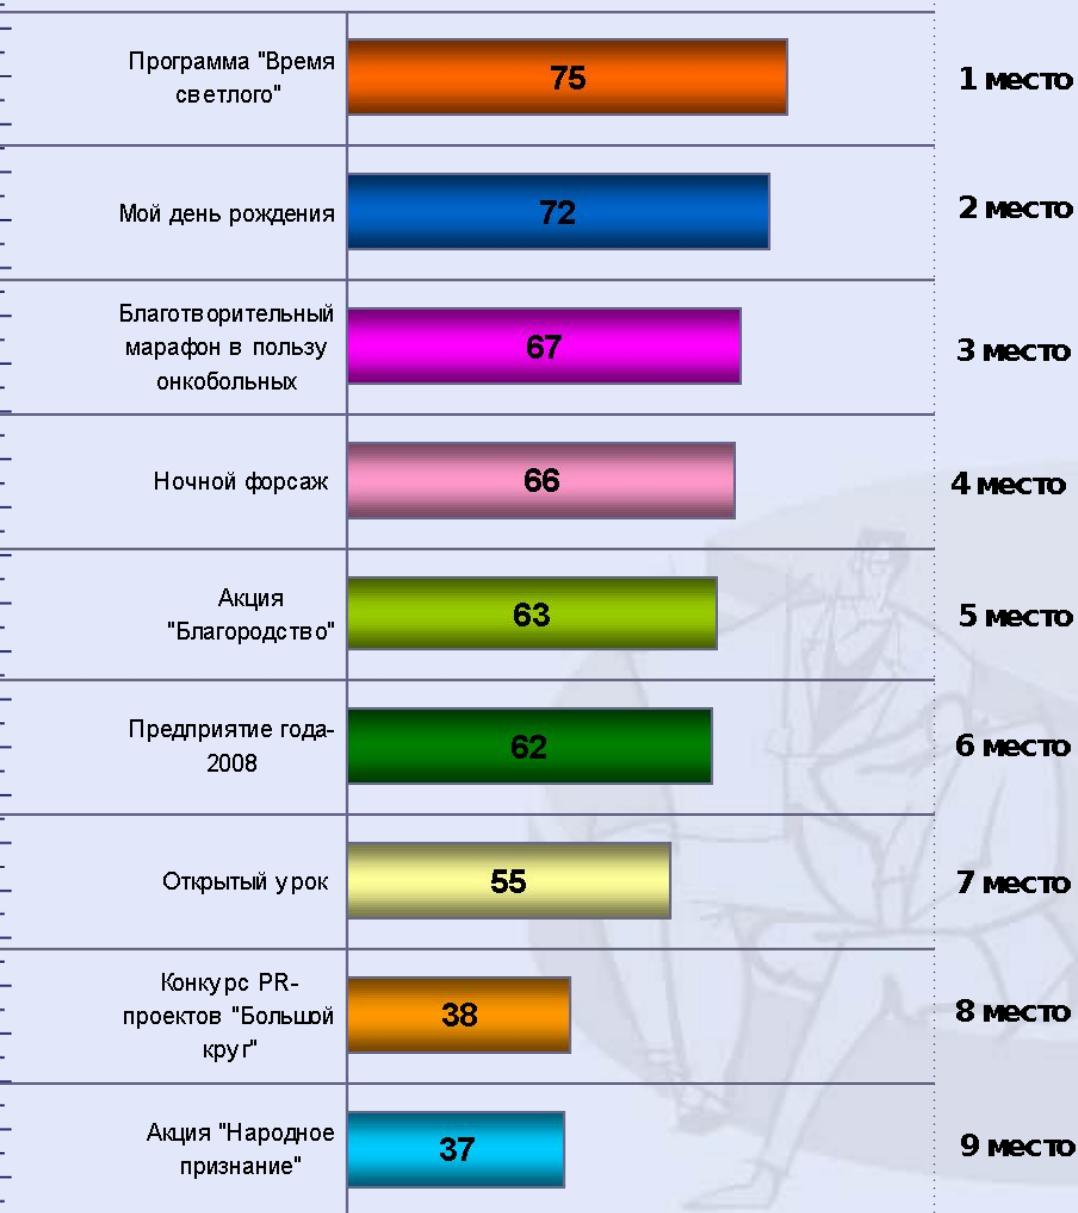 Программа "Время
светлого"
75
1 место
Мой день рождения
72
2 место
Благотворительный
марафон в пользу
онкобольных
67
3 место
Ночной форсаж
66
4 место
Акция
"Благородство"
63
5 место
Предприятие года-
2008
62
6 место
Открытый урок
55
7 место
Конкурс PR-
проектов "Большой
круг"
38
8 место
Акция "Народное
признание"
37
9 место